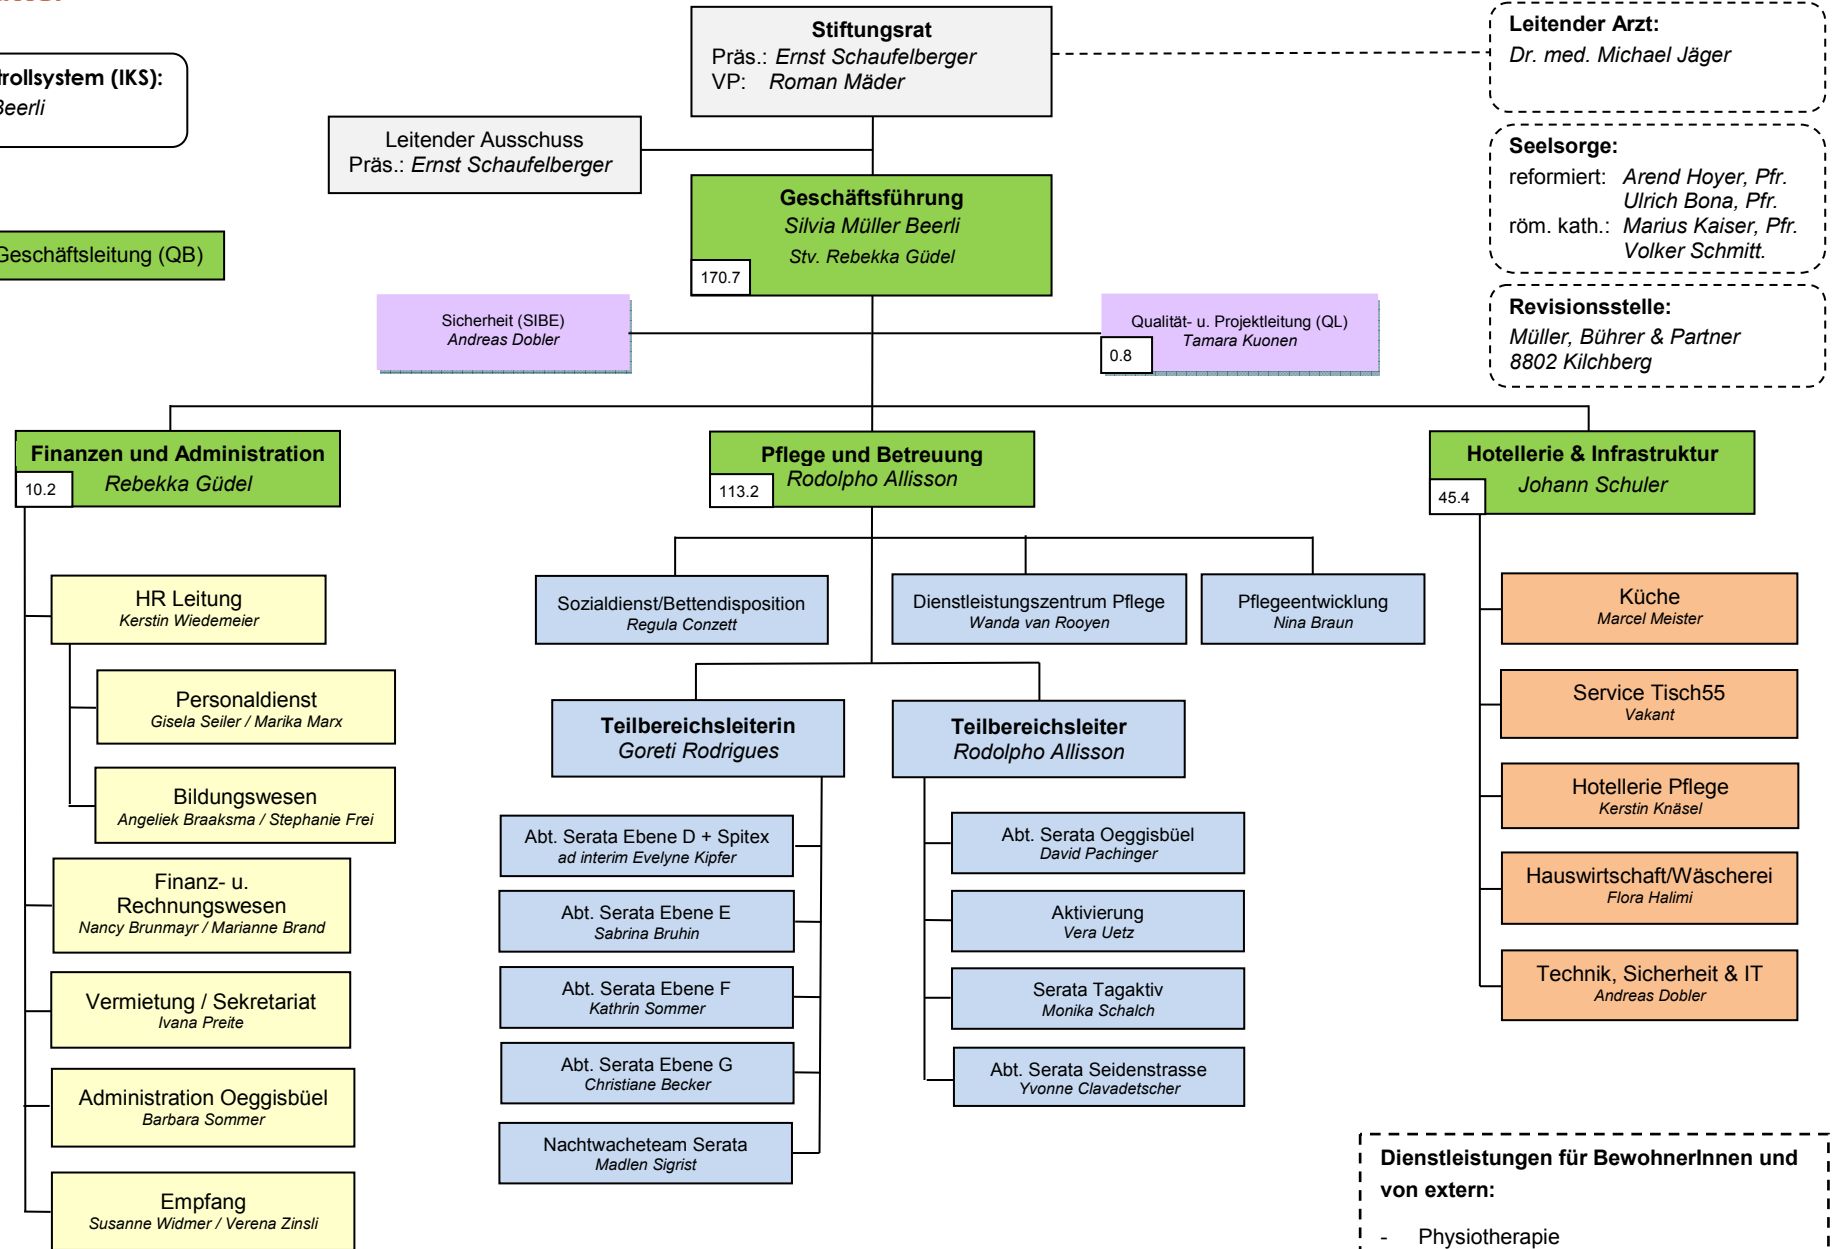 Stiftungsrat
Präs.: Ernst Schaufelberger
VP: Roman Mäder
Leitender Arzt:
Dr. med. Michael Jäger
trollsystem (IKS):
Beerli
Leitender Ausschuss
Präs.: Ernst Schaufelberger
Seelsorge:
reformiert: Arend Hoyer, Pfr.
Ulrich Bona, Pfr.
röm. kath.: Marius Kaiser, Pfr.
Volker Schmitt.
Geschäftsführung
Silvia Müller Beerli
Stv. Rebekka Güdel
170.7
Geschäftsleitung (QB)
Sicherheit (SIBE)
Andreas Dobler
Qualität- u. Projektleitung (QL)
Tamara Kuonen
0.8
Revisionsstelle:
Müller, Bührer & Partner
8802 Kilchberg
Finanzen und Administration
Rebekka Güdel
10.2
Pflege und Betreuung
Rodolpho Allisson
113.2
Hotellerie & Infrastruktur
Johann Schuler
45.4
HR Leitung
Kerstin Wiedemeier
Personaldienst
Gisela Seiler / Marika Marx
Bildungswesen
Angeliek Braaksma / Stephanie Frei
Finanz- u.
Rechnungswesen
Nancy Brunmayr / Marianne Brand
Vermietung / Sekretariat
Ivana Preite
Administration Oeggisbüel
Barbara Sommer
Empfang
Susanne Widmer / Verena Zinsli
Sozialdienst/Bettendisposition
Regula Conzett
Dienstleistungszentrum Pflege
Wanda van Rooyen
Pflegeentwicklung
Nina Braun
Teilbereichsleiterin
Goreti Rodrigues
Abt. Serata Ebene D + Spitex
ad interim Evelyne Kipfer
Abt. Serata Ebene E
Sabrina Bruhin
Abt. Serata Ebene F
Kathrin Sommer
Abt. Serata Ebene G
Christiane Becker
Nachtwacheteam Serata
Madlen Sigrist
Teilbereichsleiter
Rodolpho Allisson
Abt. Serata Oeggisbüel
David Pachinger
Aktivierung
Vera Uetz
Serata Tagaktiv
Monika Schalch
Abt. Serata Seidenstrasse
Yvonne Clavadetscher
Küche
Marcel Meister
Service Tisch55
Vakant
Hotellerie Pflege
Kerstin Knäsel
Hauswirtschaft/Wäscherei
Flora Halimi
Technik, Sicherheit & IT
Andreas Dobler
Dienstleistungen für BewohnerInnen und
von extern:
- Physiotherapie